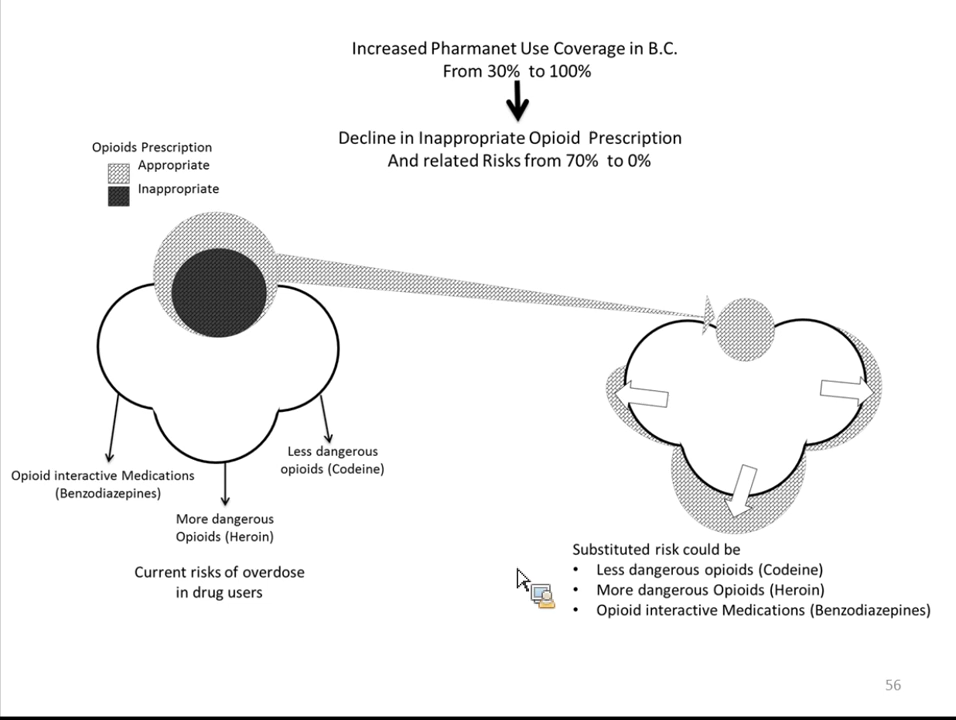 Increased Pharmanet Use Coverage in B.C.
From 30% to 100%
Decline in Inappropriate Opioid Prescription
And related Risks from 70% to 0%
Opioids Prescription
Appropriate
Inappropriate
Less dangerous
opioids (Codeine)
Opioid interactive Medications
(Benzodiazepines)
More dangerous
Opioids (Heroin)
Current risks of overdose
in drug users
Substituted risk could be
• Less dangerous opioids (Codeine)
• More dangerous Opioids (Heroin)
• Opioid interactive Medications (Benzodiazepines)
56